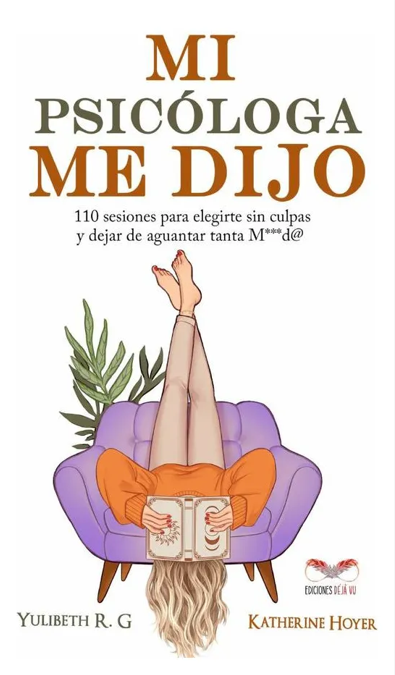 MI
PSICÓLOGA
ME DIJO
110 sesiones para elegirte sin culpas
y dejar de aguantar tanta M***d@
EDICIONES DÉJÀ VU
YULIBETH R. G
KATHERINE HOYER